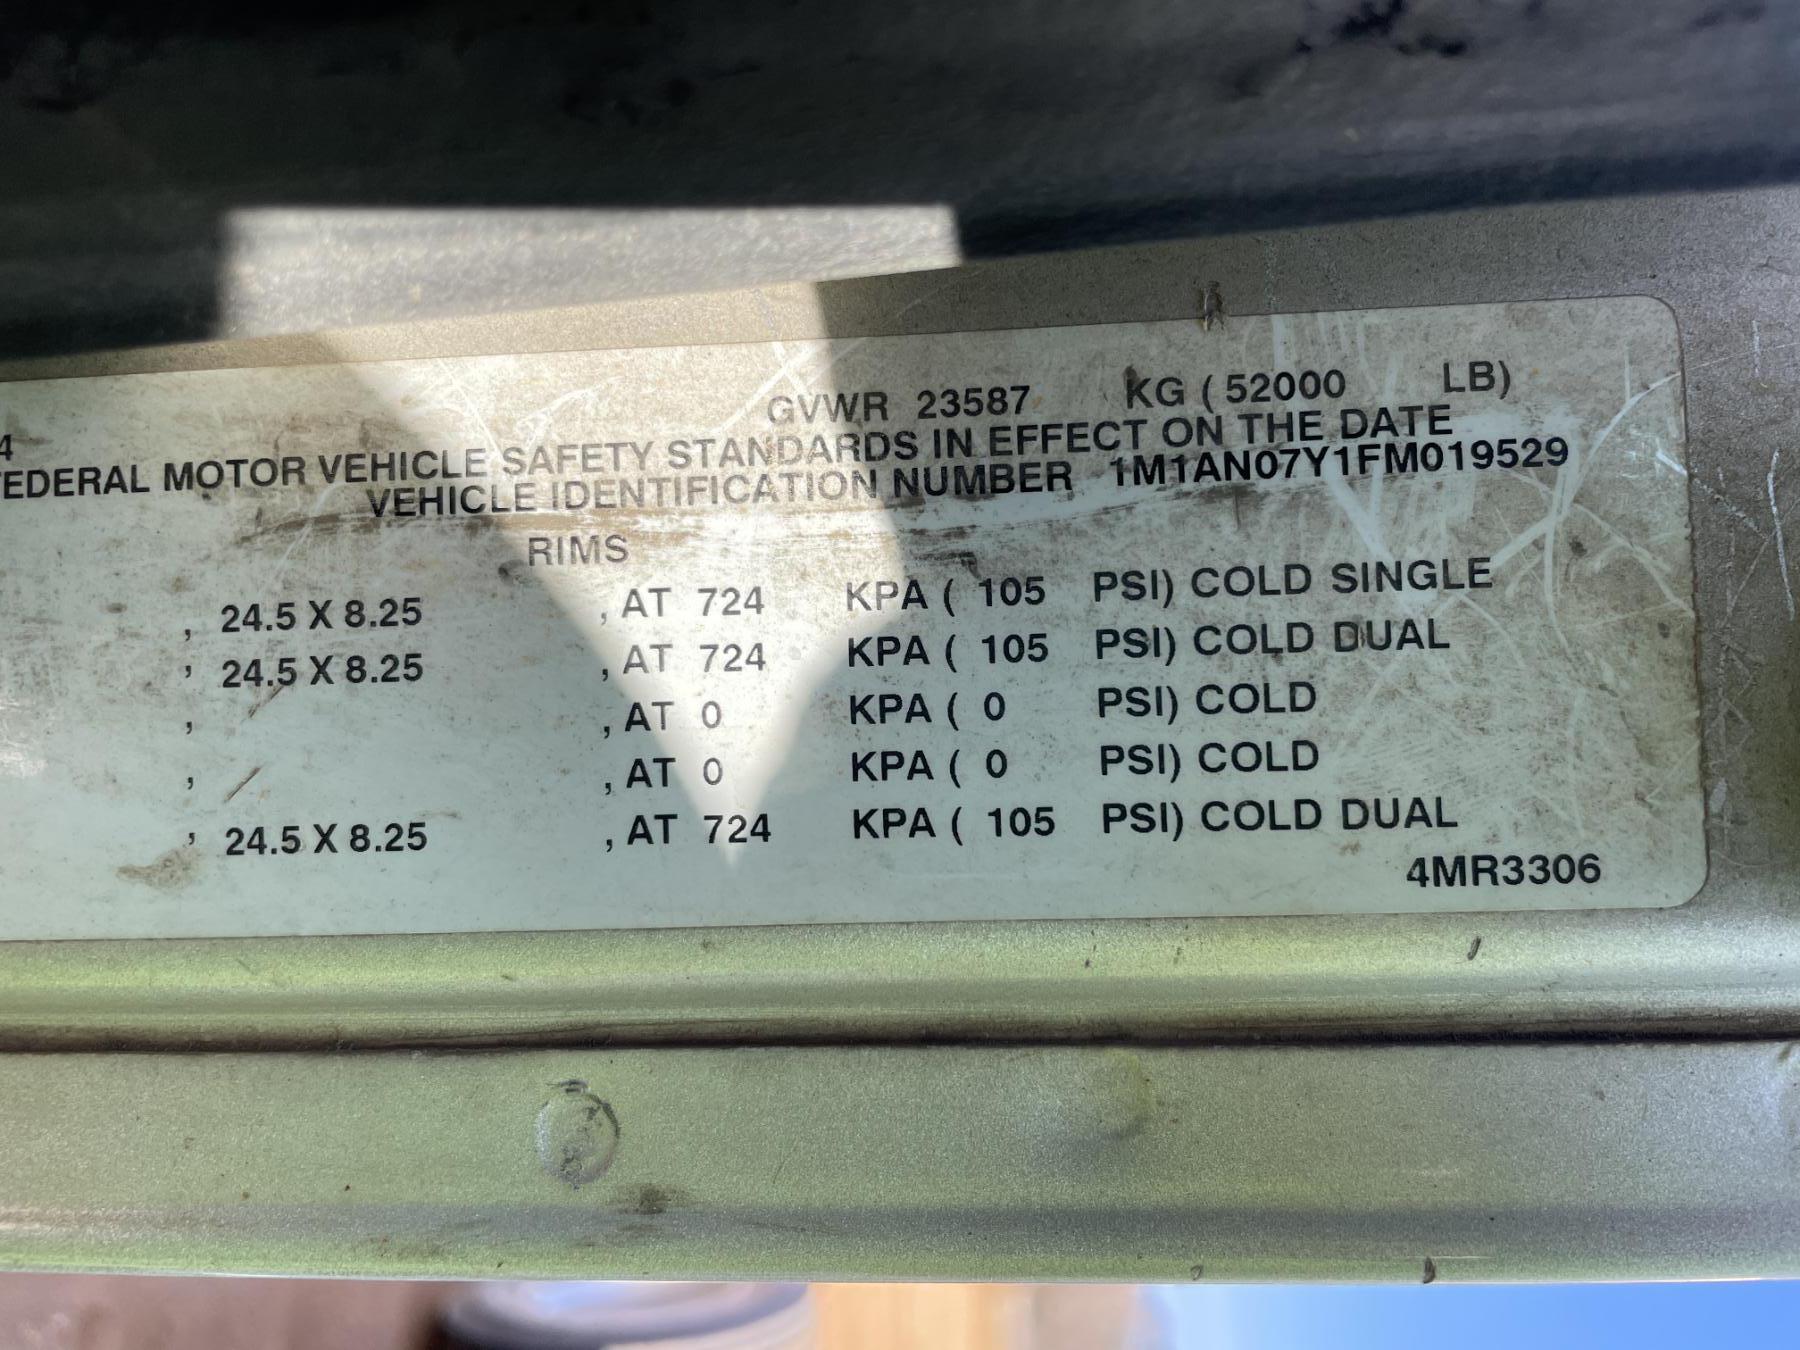 GVWR 23587 KG ( 52000 LB)
4
FEDERAL MOTOR VEHICLE SAFETY STANDARDS IN EFFECT ON THE DATE
VEHICLE IDENTIFICATION NUMBER 1M1AN07Y1FM019529
RIMS
, 24.5 X 8.25 , AT 724 KPA ( 105 PSI) COLD SINGLE
, 24.5 X 8.25 , AT 724 KPA ( 105 PSI) COLD DUAL
, , AT 0 KPA ( 0 PSI) COLD
, , AT 0 KPA ( 0 PSI) COLD
, 24.5 X 8.25 , AT 724 KPA ( 105 PSI) COLD DUAL
4MR3306